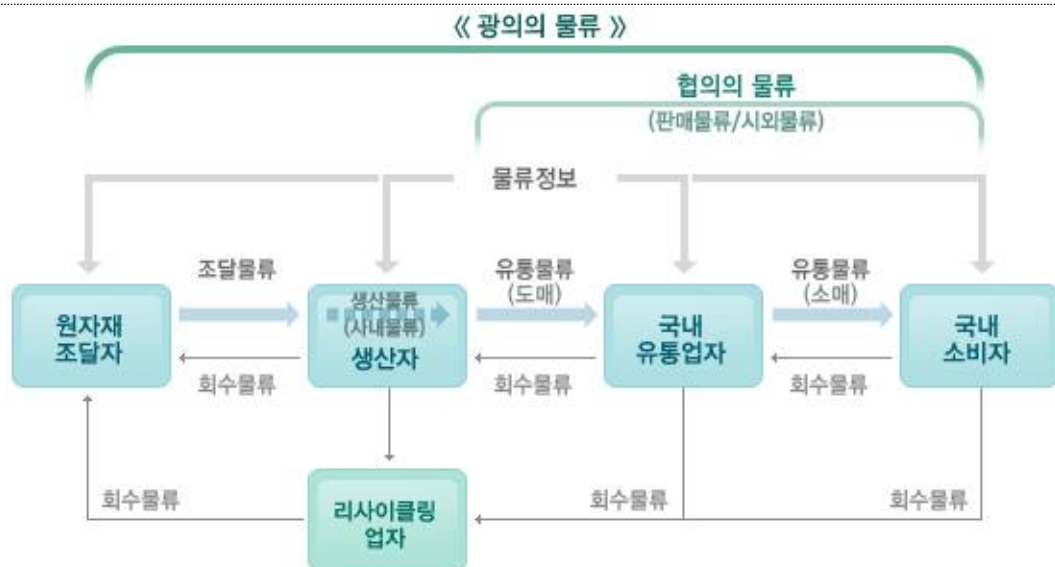 《 광의의 물류 》
협의의 물류
(판매물류/시외물류)
물류정보
조달물류
유통물류
(도매)
유통물류
(소매)
원자재
조달자
생산물류
(사내물류)
생산자
국내
유통업자
국내
소비자
회수물류
회수물류
회수물류
회수물류
리사이클링
업자
회수물류
회수물류